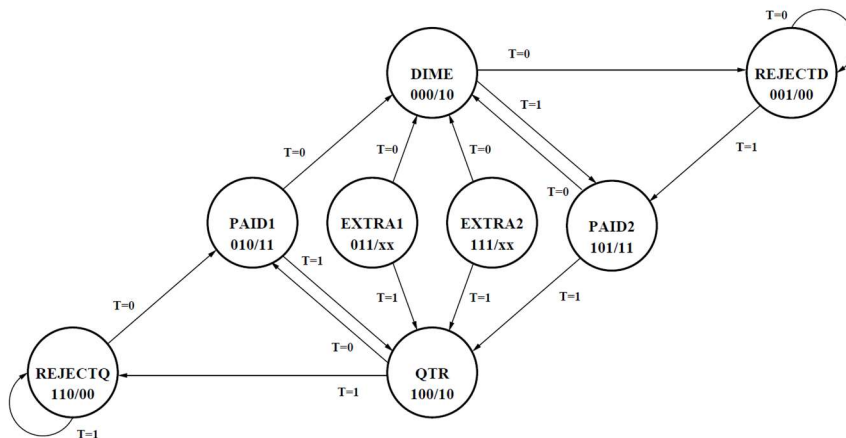 T=0
DIME
000/10
T=0
REJECTD
001/00
T=1
T=0
T=0
T=0
T=1
PAID1
010/11
EXTRA1
011/xx
EXTRA2
111/xx
PAID2
101/11
T=1
T=1
T=1
T=1
T=0
T=0
REJECTQ
110/00
QTR
100/10
T=1
T=1